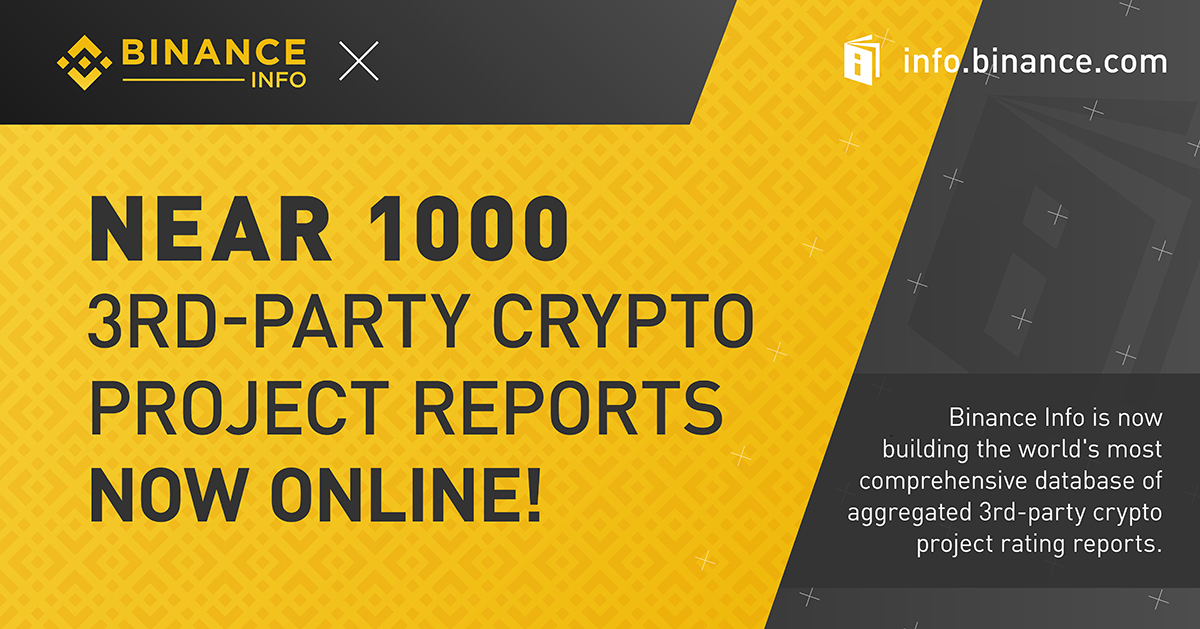 BINANCE
INFO
info.binance.com
NEAR 1000
3RD-PARTY CRYPTO
PROJECT REPORTS
NOW ONLINE!
Binance Info is now
building the world's most
comprehensive database of
aggregated 3rd-party crypto
project rating reports.